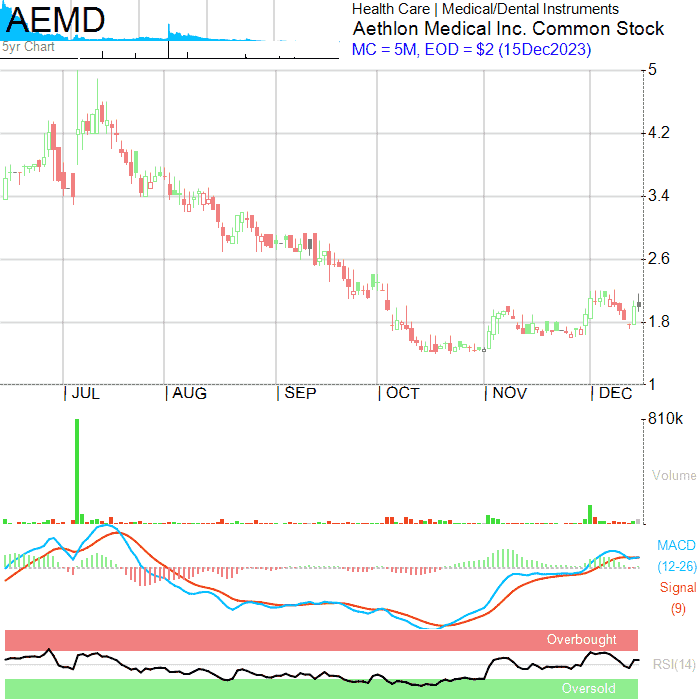 AEMD
5yr Chart
Health Care | Medical/Dental Instruments
Aethlon Medical Inc. Common Stock
MC = 5M, EOD = $2 (15Dec2023)
5
4.2
3.4
2.6
1.8
1
| JUL | AUG | SEP | OCT | NOV | DEC
810k
Volume
MACD
(12-26)
Signal
(9)
Overbought
RSI(14)
Oversold